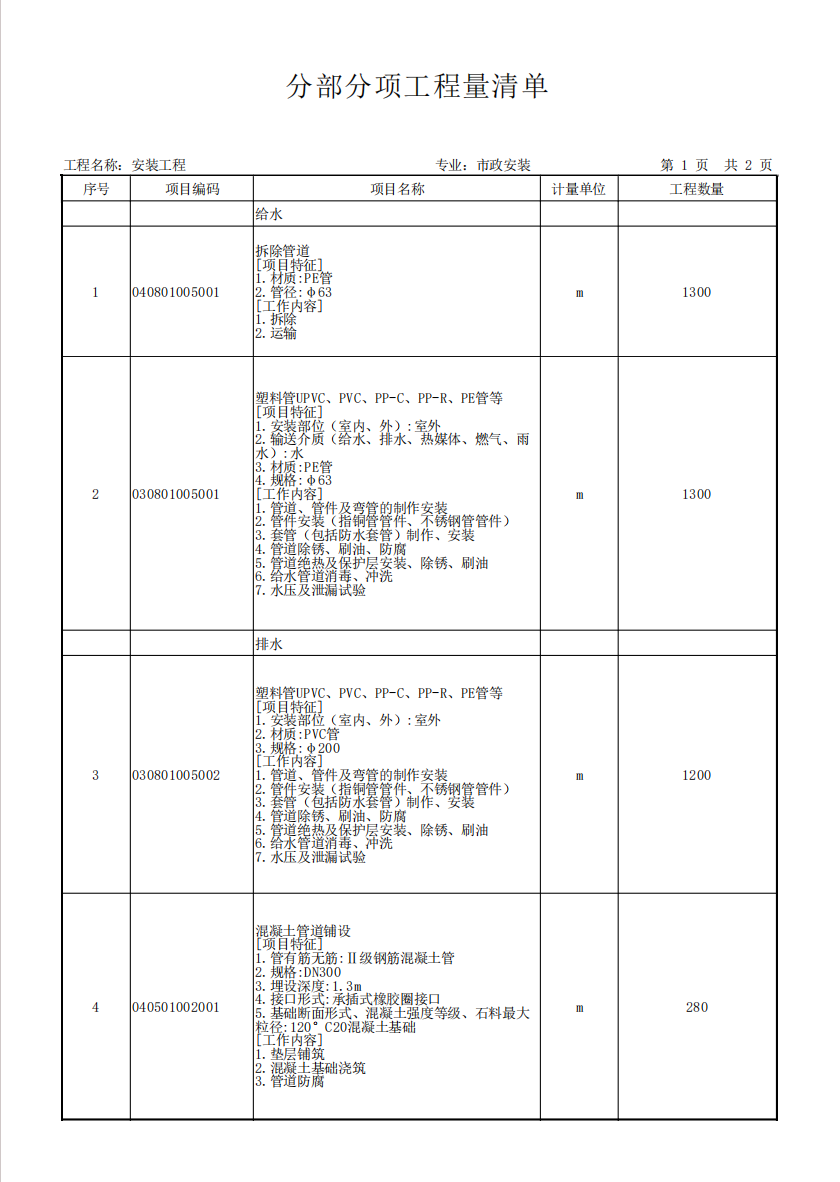 分部分项工程量清单
工程名称：安装工程 专业：市政安装 第 1 页 共 2 页
序号 项目编码 项目名称 计量单位 工程数量
给水
1 040801005001 拆除管道 m 1300
[项目特征]
1.材质:PE管
2.管径:φ63
[工作内容]
1.拆除
2.运输
2 030801005001 塑料管UPVC、PVC、PP-C、PP-R、PE管等 m 1300
[项目特征]
1.安装部位（室内、外）:室外
2.输送介质（给水、排水、热媒体、燃气、雨
水）:水
3.材质:PE管
4.规格:φ63
[工作内容]
1.管道、管件及弯管的制作安装
2.管件安装（指铜管管件、不锈钢管管件）
3.套管（包括防水套管）制作、安装
4.管道除锈、刷油、防腐
5.管道绝热及保护层安装、除锈、刷油
6.给水管道消毒、冲洗
7.水压及泄漏试验
排水
3 030801005002 塑料管UPVC、PVC、PP-C、PP-R、PE管等 m 1200
[项目特征]
1.安装部位（室内、外）:室外
2.材质:PVC管
3.规格:φ200
[工作内容]
1.管道、管件及弯管的制作安装
2.管件安装（指铜管管件、不锈钢管管件）
3.套管（包括防水套管）制作、安装
4.管道除锈、刷油、防腐
5.管道绝热及保护层安装、除锈、刷油
6.给水管道消毒、冲洗
7.水压及泄漏试验
4 040501002001 混凝土管道铺设 m 280
[项目特征]
1.管有筋无筋:Ⅱ级钢筋混凝土管
2.规格:DN300
3.埋设深度:1.3m
4.接口形式:承插式橡胶圈接口
5.基础断面形式、混凝土强度等级、石料最大
粒径:120°C20混凝土基础
[工作内容]
1.垫层铺筑
2.混凝土基础浇筑
3.管道防腐